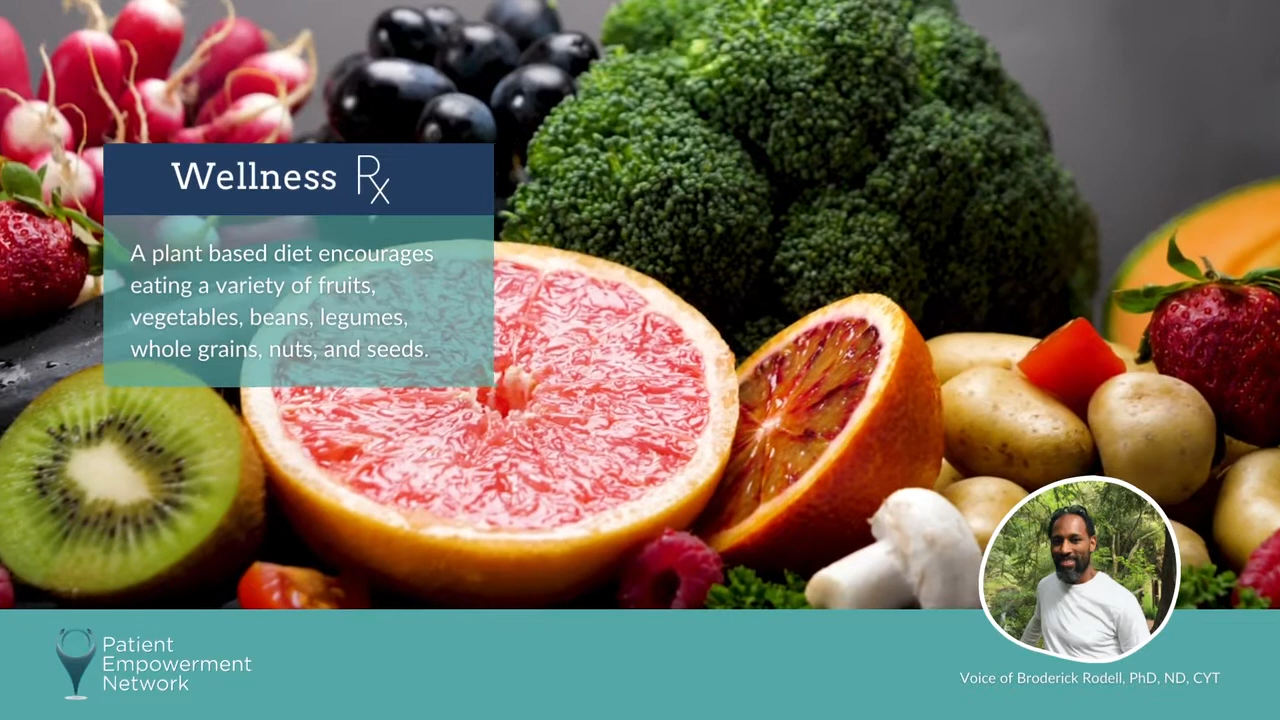 Wellness Rx
A plant based diet encourages
eating a variety of fruits,
vegetables, beans, legumes,
whole grains, nuts, and seeds.
Patient
Empowerment
Network
Voice of Broderick Rodell, PhD, ND, CYT